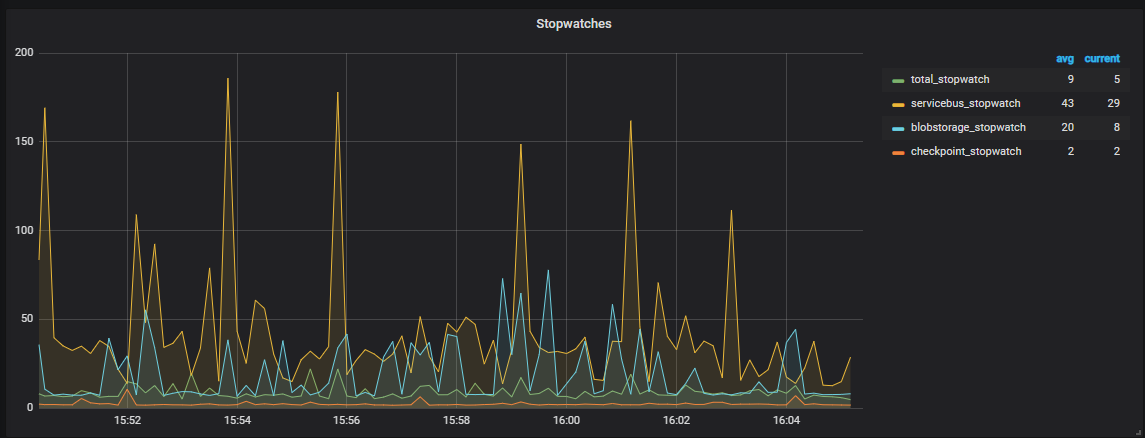 Stopwatches
avg current
total_stopwatch 9 5
servicebus_stopwatch 43 29
blobstorage_stopwatch 20 8
checkpoint_stopwatch 2 2
200
150
100
50
0
15:52 15:54 15:56 15:58 16:00 16:02 16:04